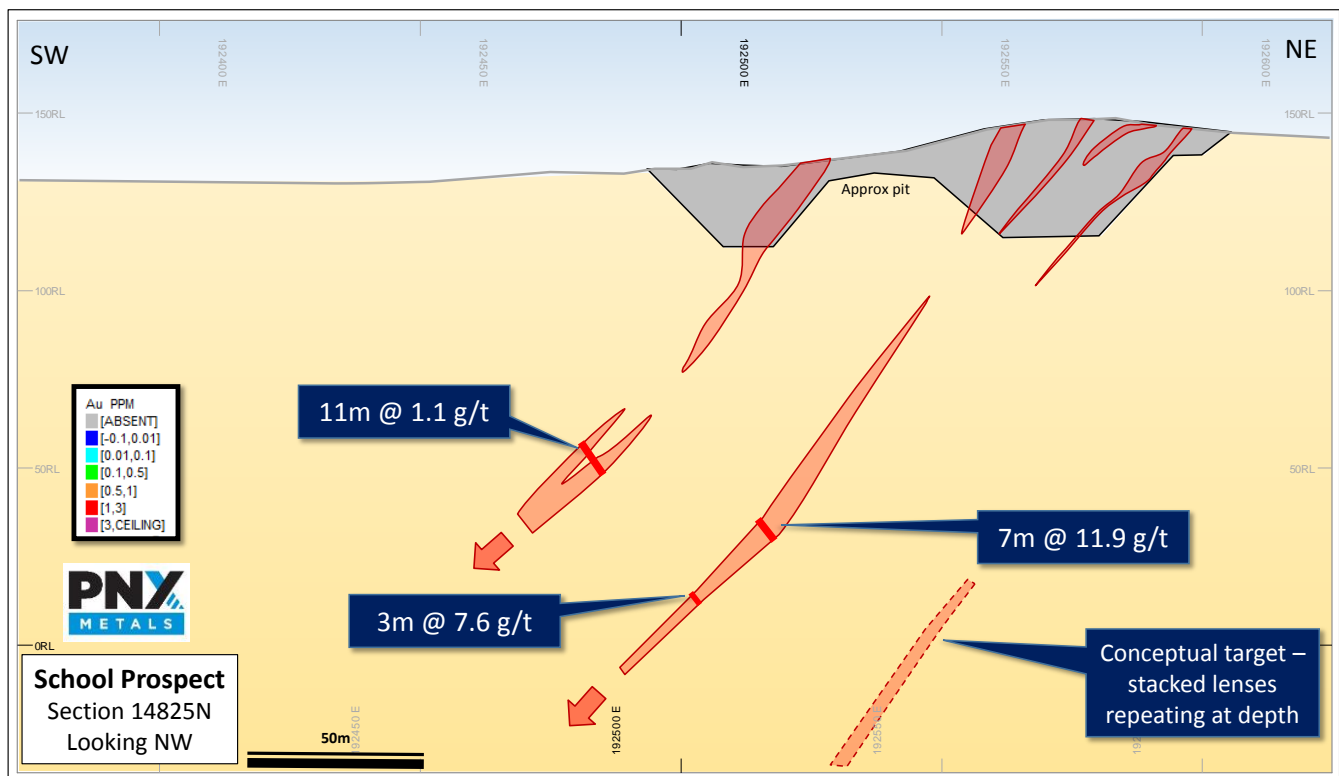 SW
192400 E
192450 E
192500 E
192550 E
192600 E
NE
150RL
150RL
Approx pit
100RL
100RL
Au PPM
[ABSENT]
[-0.1,0.01]
[0.01,0.1]
[0.1,0.5]
[0.5,1]
[1,3]
[3,CEILING]
11m @ 1.1 g/t
50RL
50RL
7m @ 11.9 g/t
PNX
METALS
3m @ 7.6 g/t
0RL
0RL
Conceptual target –
stacked lenses
repeating at depth
School Prospect
Section 14825N
Looking NW
50m
192450 E
192500 E
192550 E